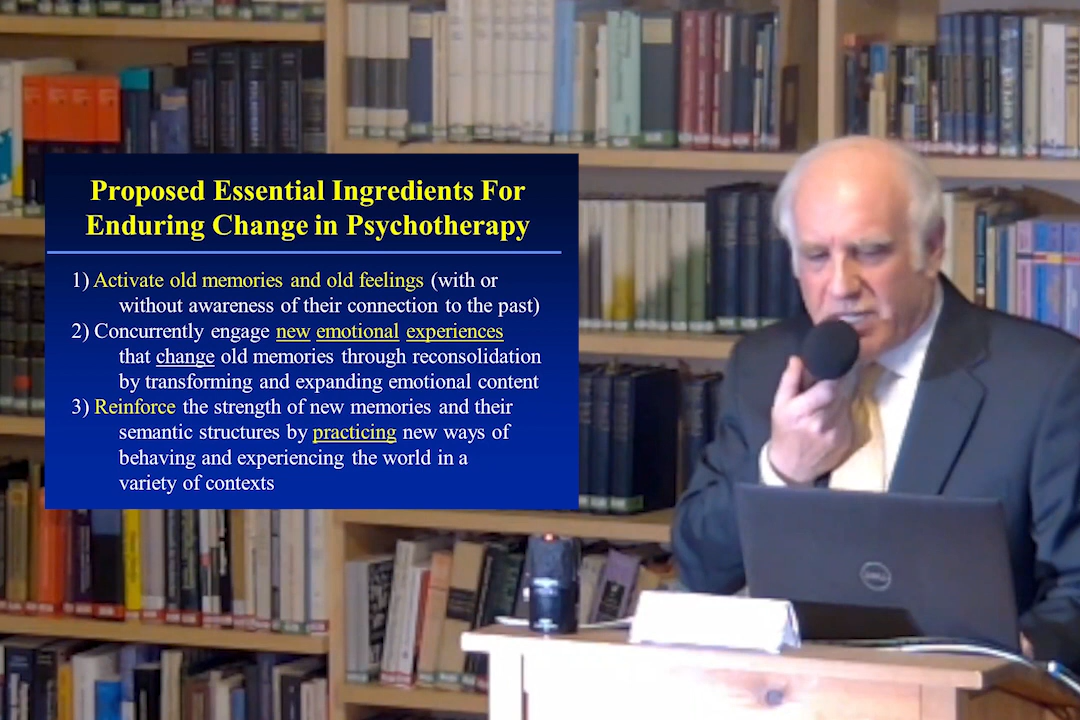 Proposed Essential Ingredients For
Enduring Change in Psychotherapy
1) Activate old memories and old feelings (with or
without awareness of their connection to the past)
2) Concurrently engage new emotional experiences
that change old memories through reconsolidation
by transforming and expanding emotional content
3) Reinforce the strength of new memories and their
semantic structures by practicing new ways of
behaving and experiencing the world in a
variety of contexts
DELL